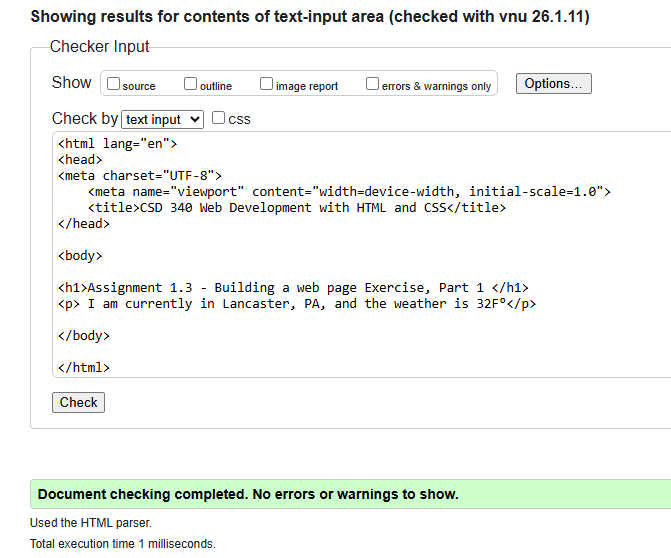 Showing results for contents of text-input area (checked with vnu 26.1.11)
Checker Input
Show source outline image report errors & warnings only Options...
Check by text input css
<html lang="en">
<head>
<meta charset="UTF-8">
<meta name="viewport" content="width=device-width, initial-scale=1.0">
<title>CSD 340 Web Development with HTML and CSS</title>
</head>
<body>
<h1>Assignment 1.3 - Building a web page Exercise, Part 1 </h1>
<p> I am currently in Lancaster, PA, and the weather is 32Fº</p>
</body>
</html>
Check
Document checking completed. No errors or warnings to show.
Used the HTML parser.
Total execution time 1 milliseconds.